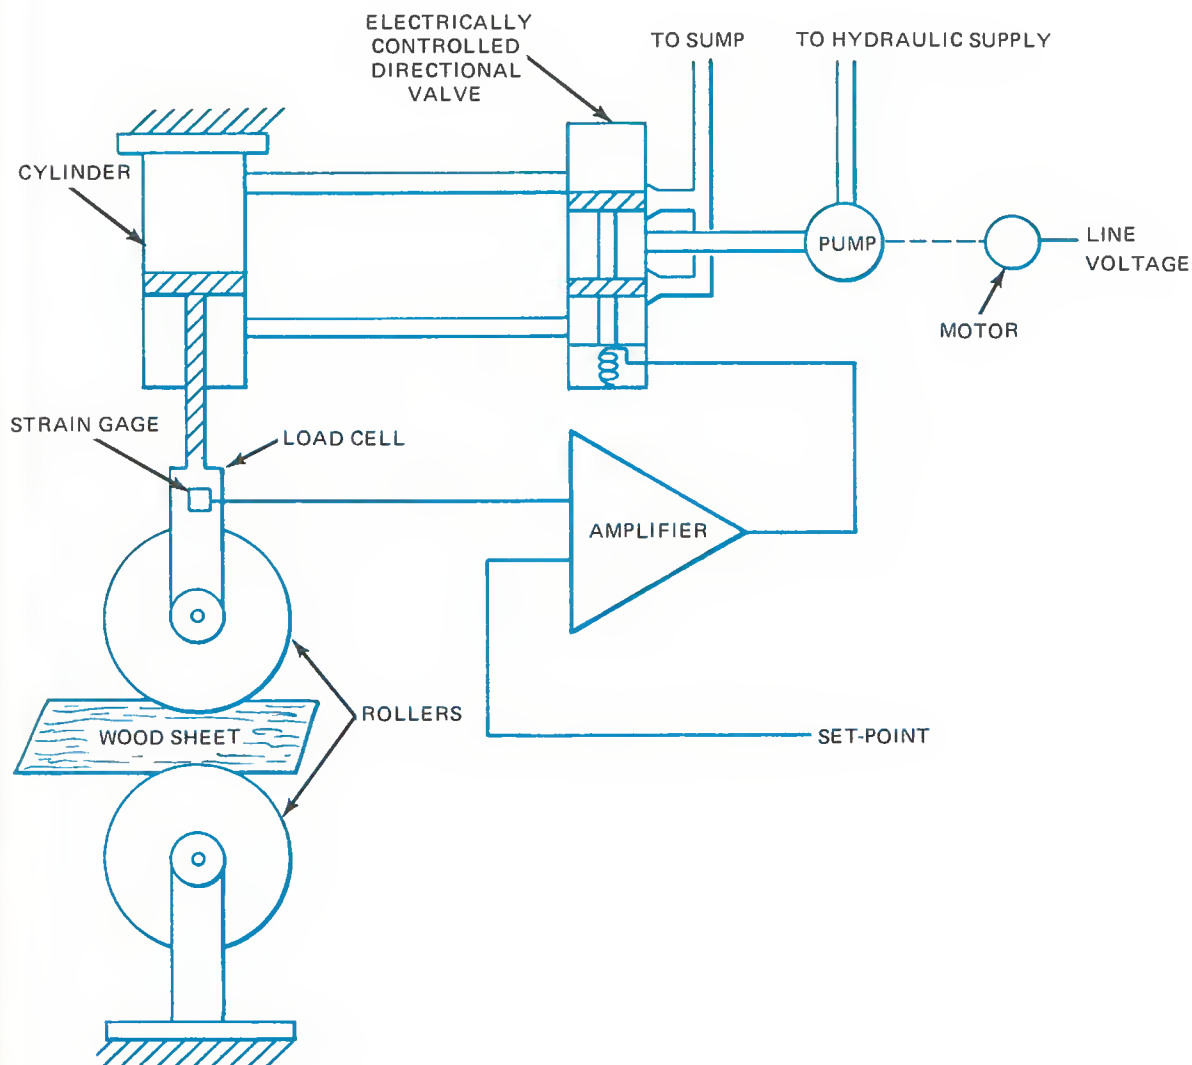 ELECTRICALLY
CONTROLLED
DIRECTIONAL
VALVE
TO SUMP
TO HYDRAULIC SUPPLY
CYLINDER
PUMP
LINE
VOLTAGE
MOTOR
STRAIN GAGE
LOAD CELL
AMPLIFIER
ROLLERS
WOOD SHEET
SET-POINT